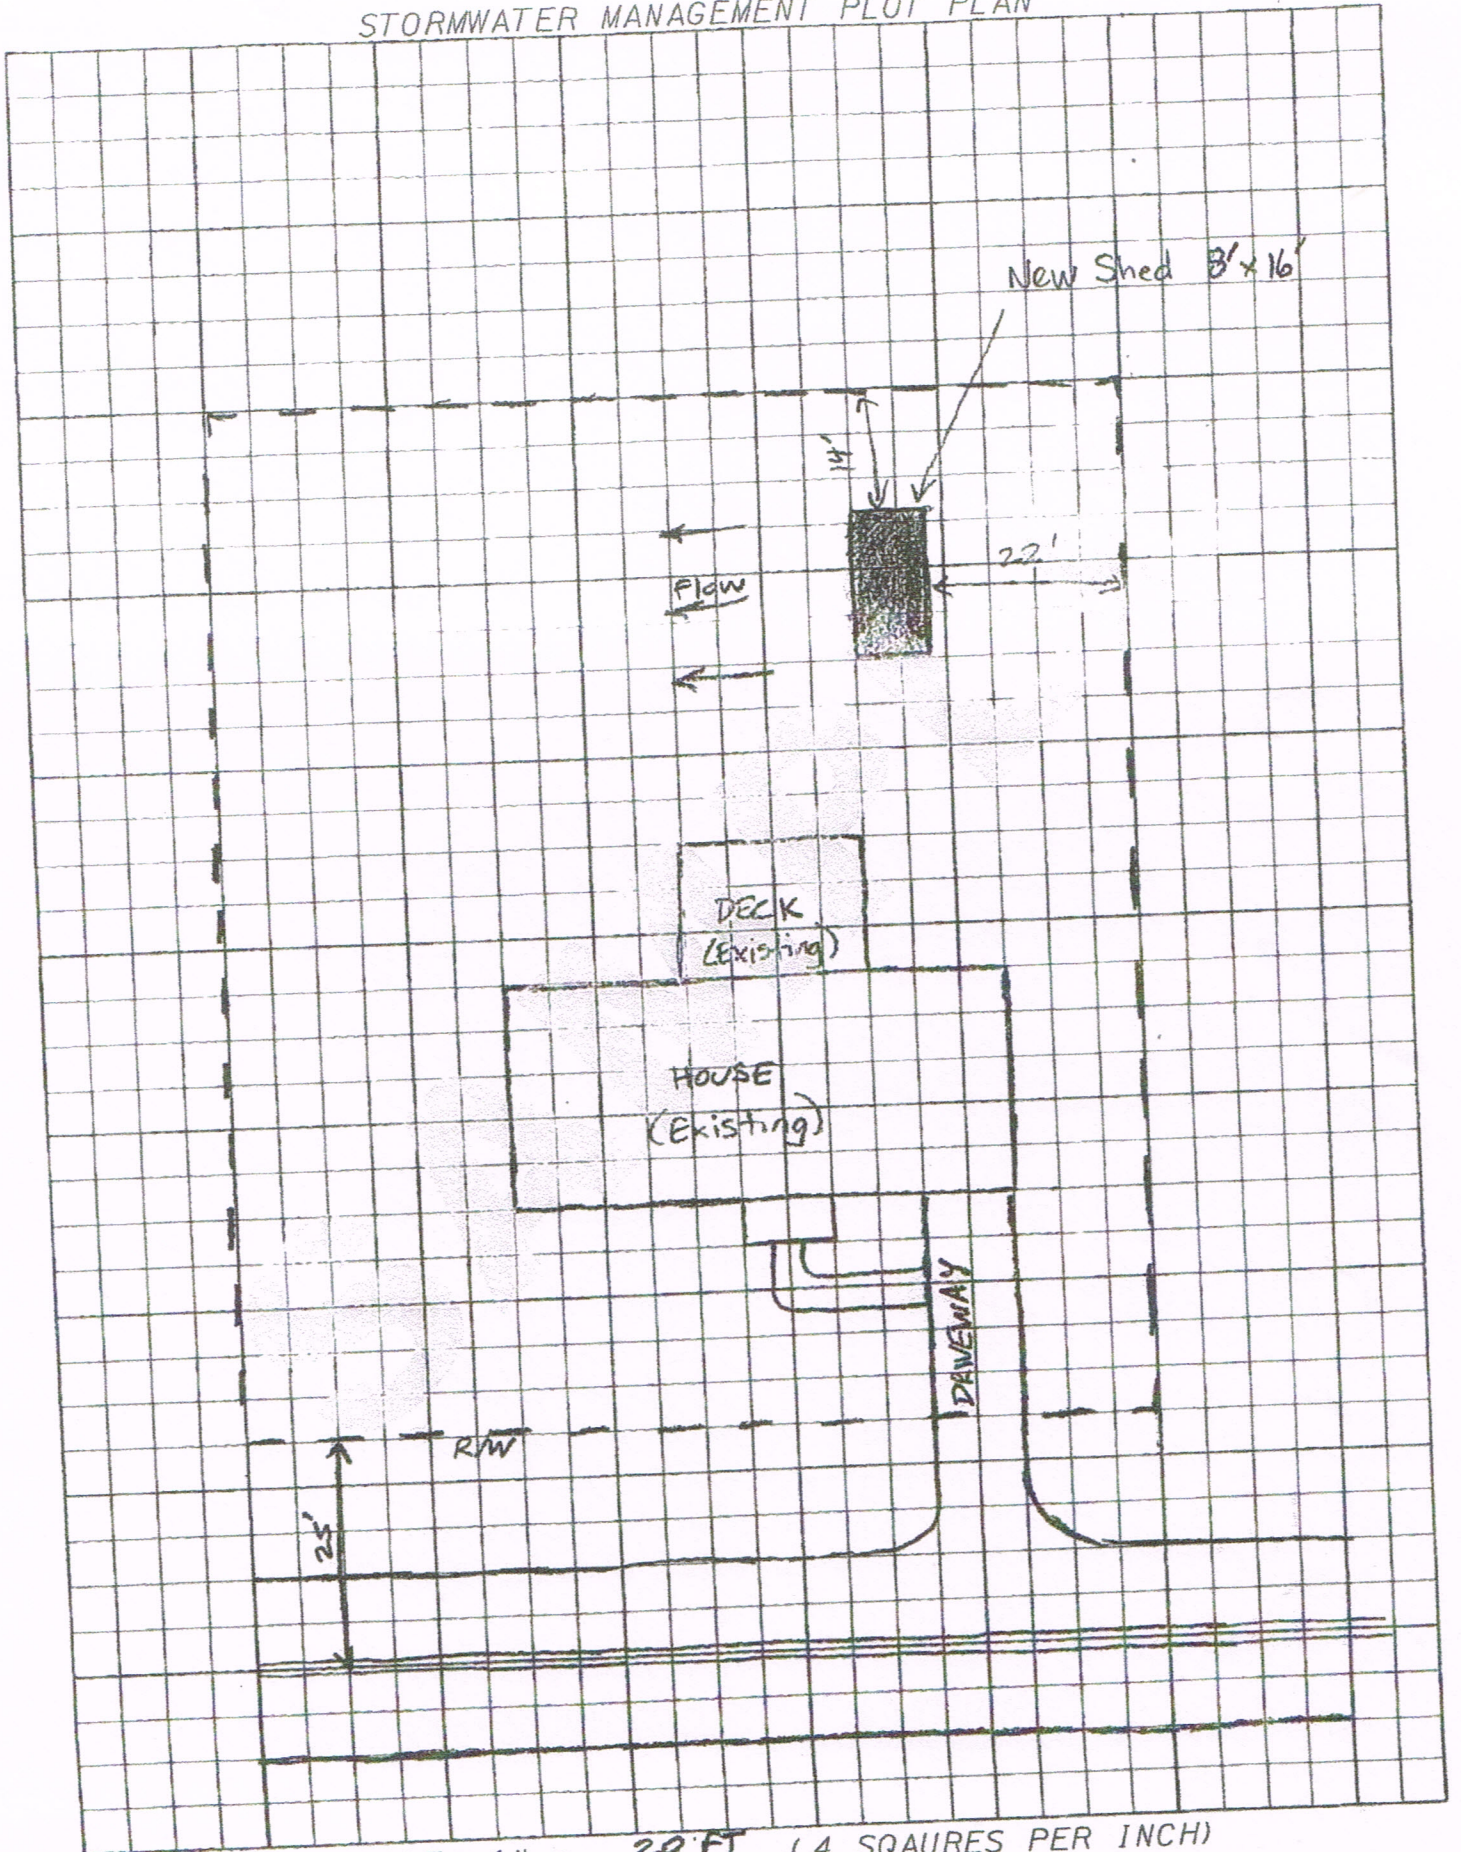 STORMWATER MANAGEMENT PLOT PLAN
New Shed 8'x16'
14'
22'
Flow
DECK
(Existing)
HOUSE
(Existing)
DRIVEWAY
R/W
25'
20 FT (4 SQAURES PER INCH)